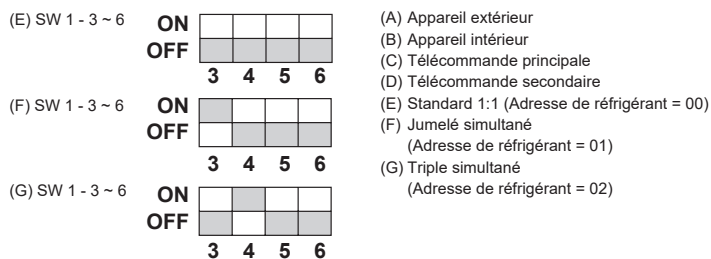 (E) SW 1 - 3 ~ 6
ON
OFF
3 4 5 6
(F) SW 1 - 3 ~ 6
ON
OFF
3 4 5 6
(G) SW 1 - 3 ~ 6
ON
OFF
3 4 5 6
(A) Appareil extérieur
(B) Appareil intérieur
(C) Télécommande principale
(D) Télécommande secondaire
(E) Standard 1:1 (Adresse de réfrigérant = 00)
(F) Jumelé simultané
(Adresse de réfrigérant = 01)
(G) Triple simultané
(Adresse de réfrigérant = 02)